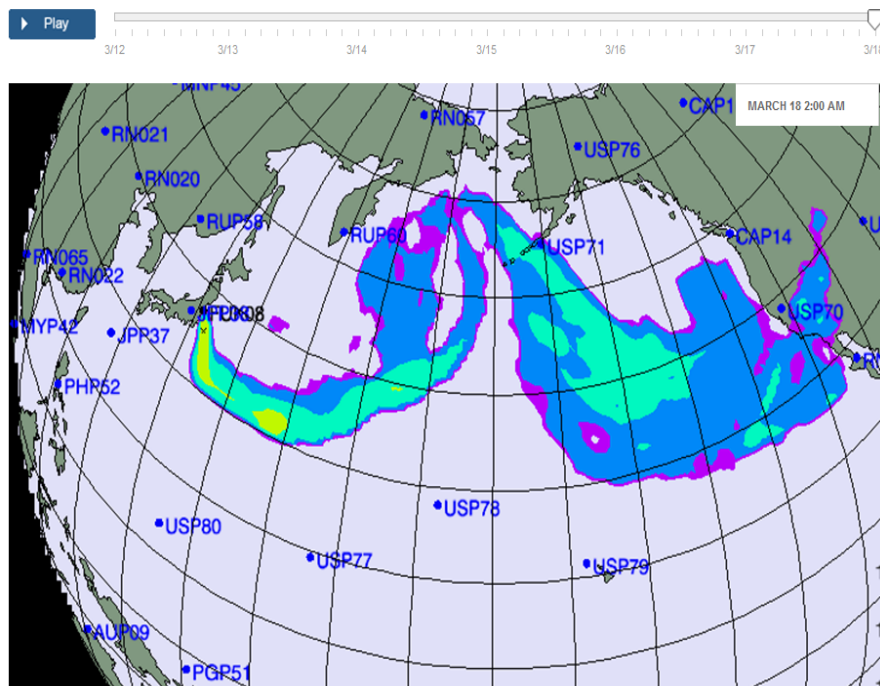 Play
3/12 3/13 3/14 3/15 3/16 3/17 3/18
MARCH 18 2:00 AM
MNP45
CAP1
RN057
RN021
USP76
RN020
RUP58
RUP60
CAP14
USP71
RN065
RN022
USP70
MYP42
JPP37
PHP52
USP78
USP80
USP77
USP79
AUP09
PGP51